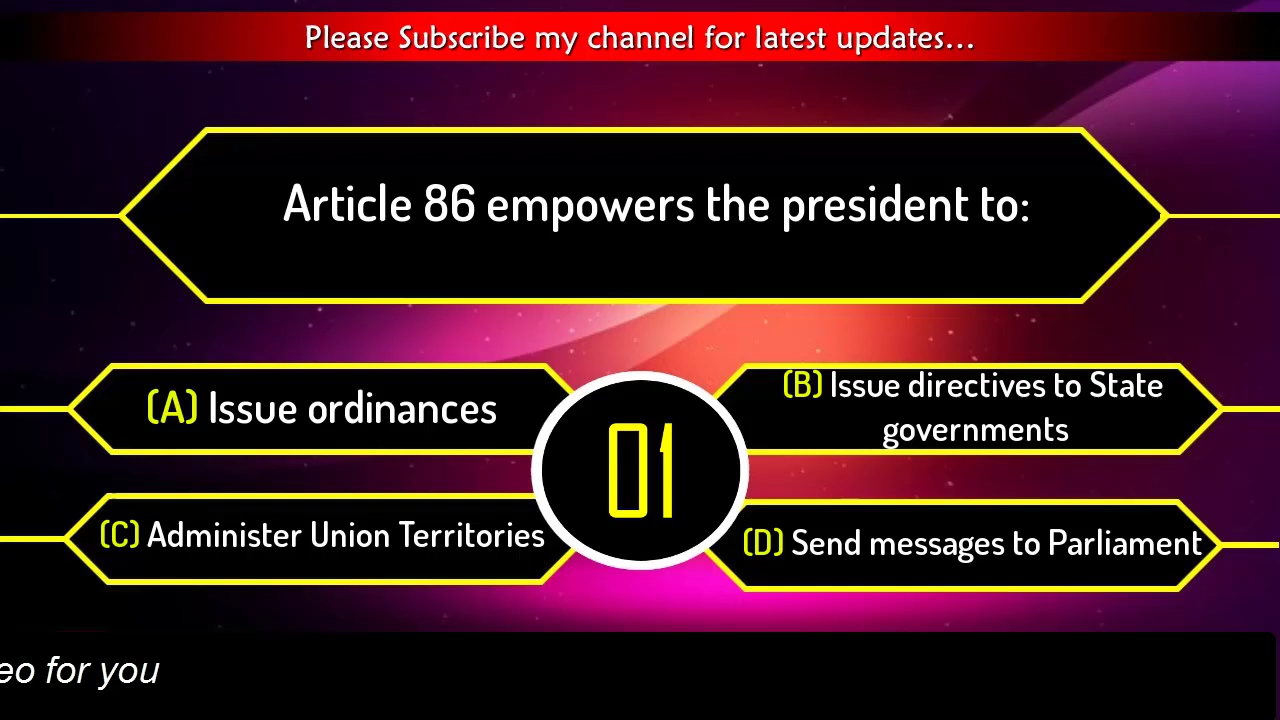 Please Subscribe my channel for latest updates...
Article 86 empowers the president to:
(A) Issue ordinances
(B) Issue directives to State
governments
01
(C) Administer Union Territories
(D) Send messages to Parliament
for you